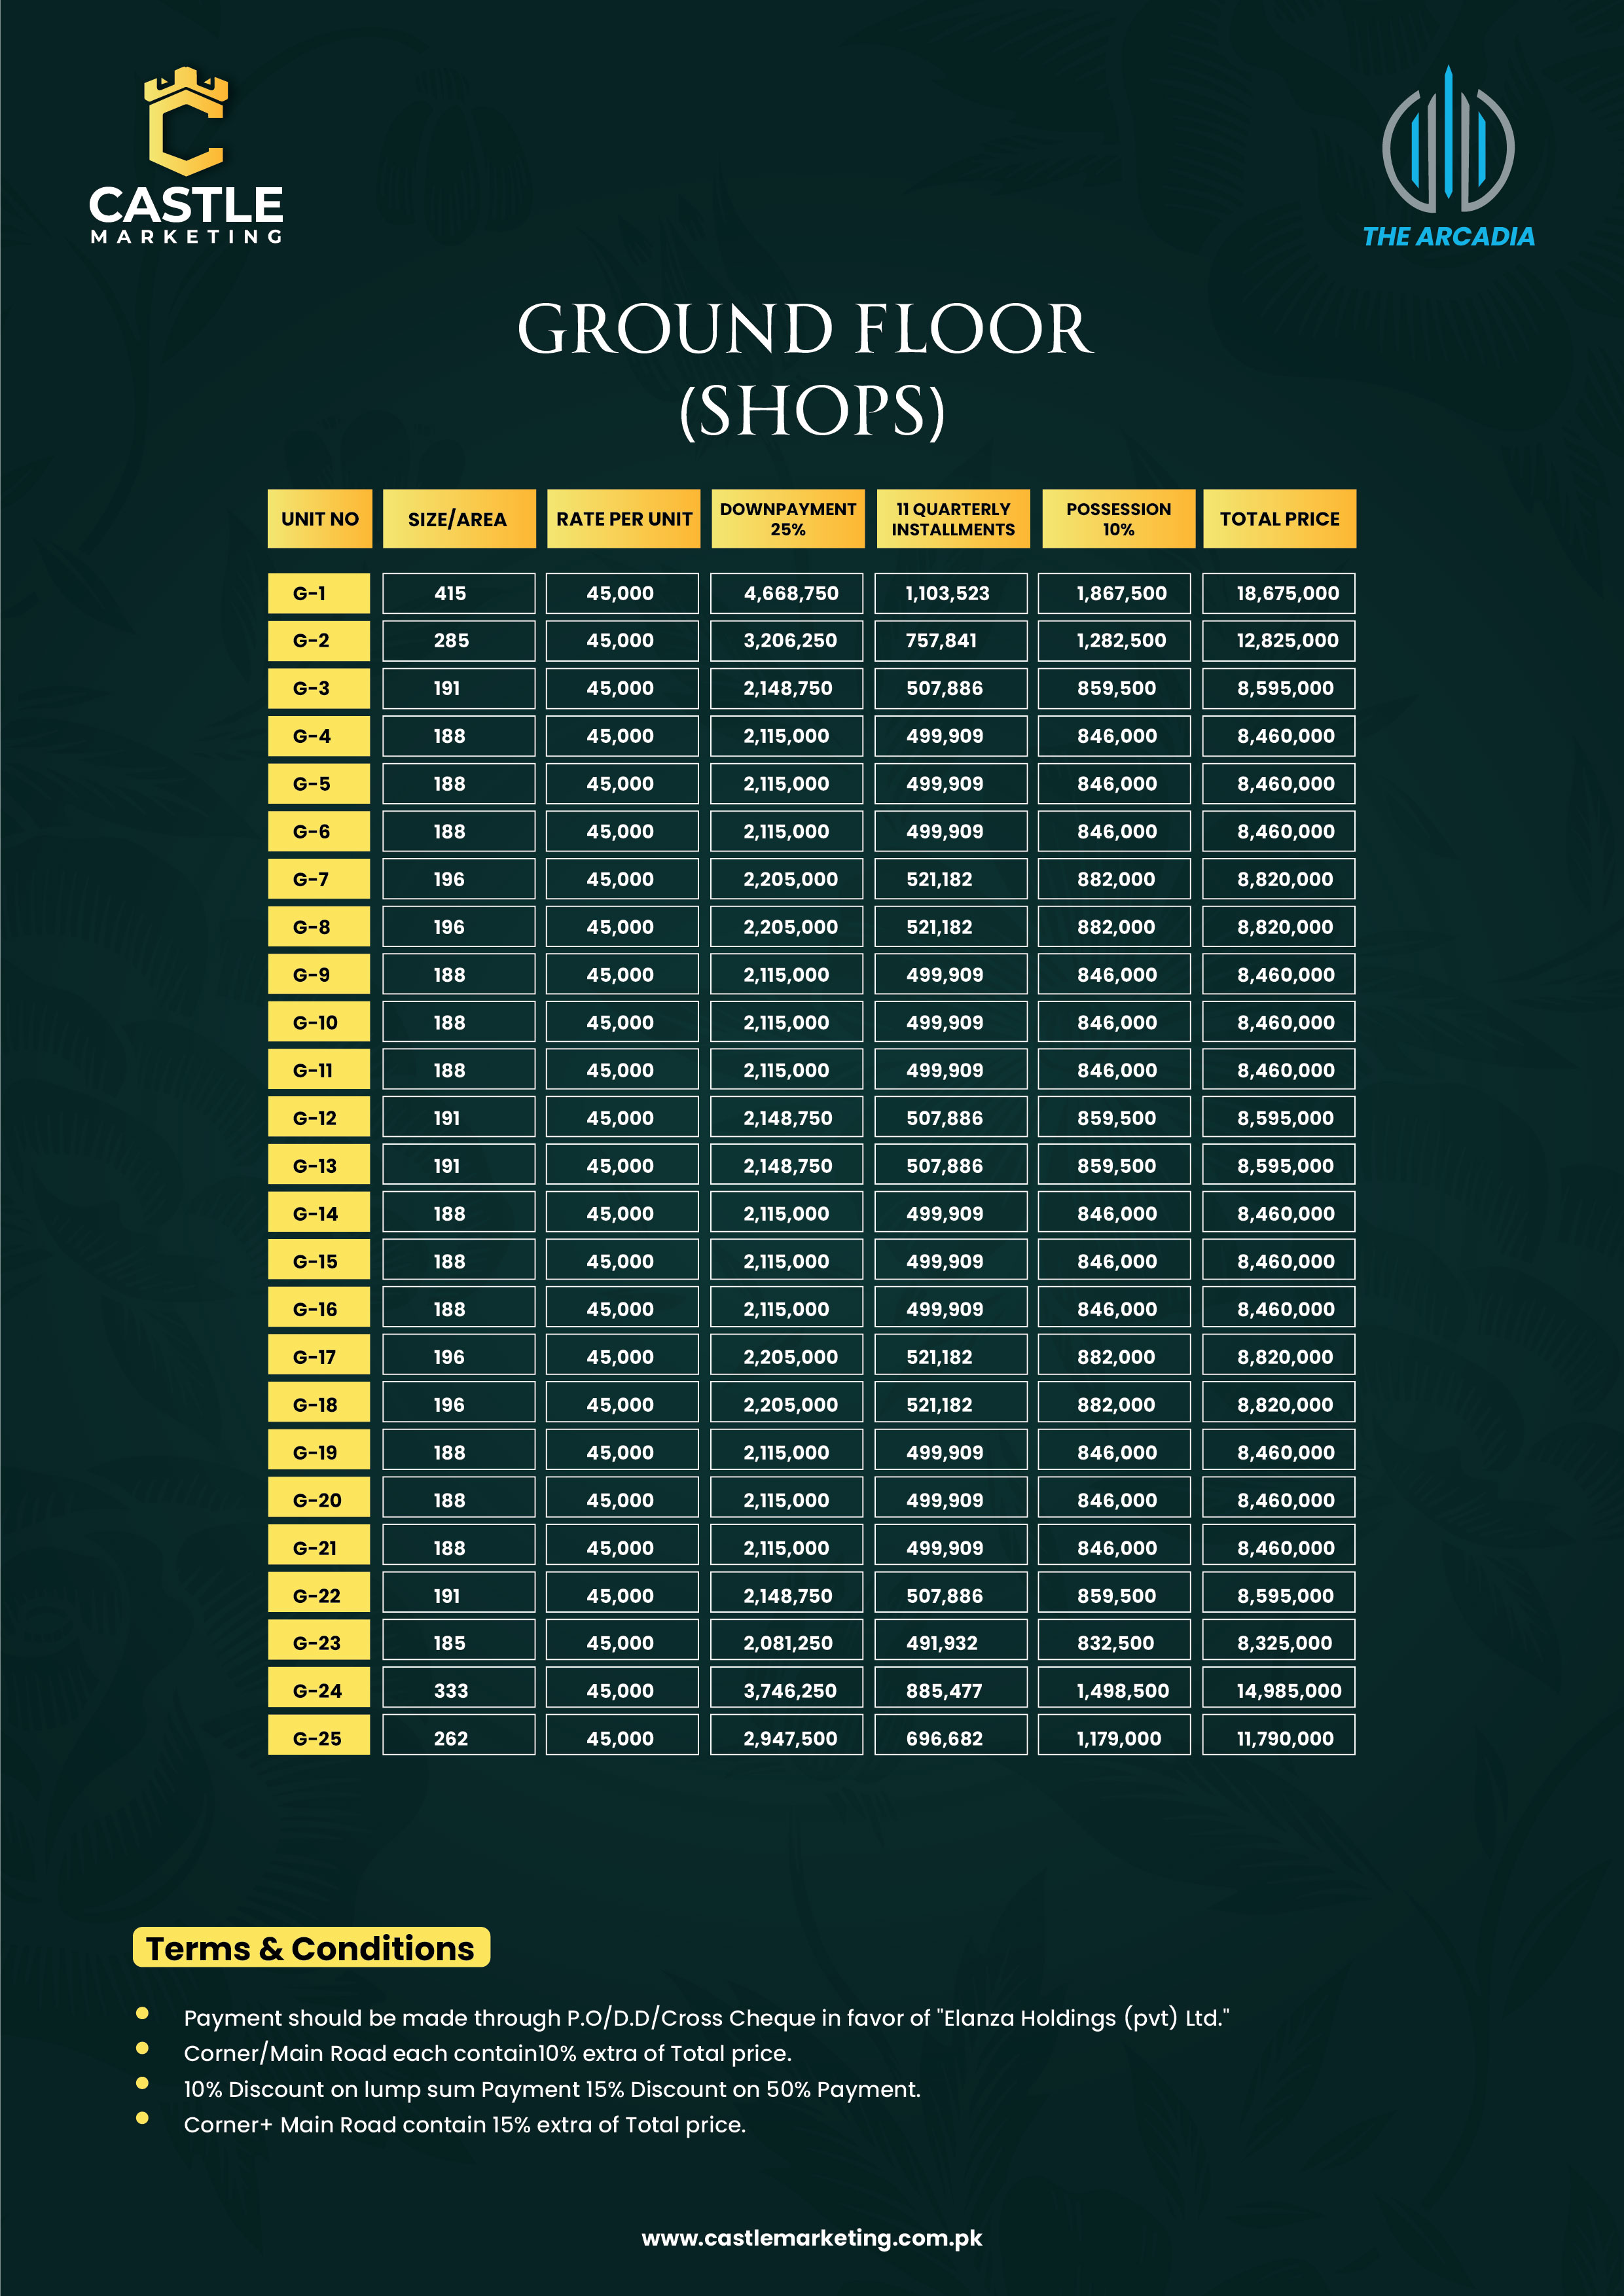 CASTLE
MARKETING
THE ARCADIA
GROUND FLOOR
(SHOPS)
UNIT NO SIZE/AREA RATE PER UNIT DOWNPAYMENT 25% 11 QUARTERLY INSTALLMENTS POSSESSION 10% TOTAL PRICE
G-1 415 45,000 4,668,750 1,103,523 1,867,500 18,675,000
G-2 285 45,000 3,206,250 757,841 1,282,500 12,825,000
G-3 191 45,000 2,148,750 507,886 859,500 8,595,000
G-4 188 45,000 2,115,000 499,909 846,000 8,460,000
G-5 188 45,000 2,115,000 499,909 846,000 8,460,000
G-6 188 45,000 2,115,000 499,909 846,000 8,460,000
G-7 196 45,000 2,205,000 521,182 882,000 8,820,000
G-8 196 45,000 2,205,000 521,182 882,000 8,820,000
G-9 188 45,000 2,115,000 499,909 846,000 8,460,000
G-10 188 45,000 2,115,000 499,909 846,000 8,460,000
G-11 188 45,000 2,115,000 499,909 846,000 8,460,000
G-12 191 45,000 2,148,750 507,886 859,500 8,595,000
G-13 191 45,000 2,148,750 507,886 859,500 8,595,000
G-14 188 45,000 2,115,000 499,909 846,000 8,460,000
G-15 188 45,000 2,115,000 499,909 846,000 8,460,000
G-16 188 45,000 2,115,000 499,909 846,000 8,460,000
G-17 196 45,000 2,205,000 521,182 882,000 8,820,000
G-18 196 45,000 2,205,000 521,182 882,000 8,820,000
G-19 188 45,000 2,115,000 499,909 846,000 8,460,000
G-20 188 45,000 2,115,000 499,909 846,000 8,460,000
G-21 188 45,000 2,115,000 499,909 846,000 8,460,000
G-22 191 45,000 2,148,750 507,886 859,500 8,595,000
G-23 185 45,000 2,081,250 491,932 832,500 8,325,000
G-24 333 45,000 3,746,250 885,477 1,498,500 14,985,000
G-25 262 45,000 2,947,500 696,682 1,179,000 11,790,000
Terms & Conditions
Payment should be made through P.O/D.D/Cross Cheque in favor of "Elanza Holdings (pvt) Ltd."
Corner/Main Road each contain10% extra of Total price.
10% Discount on lump sum Payment 15% Discount on 50% Payment.
Corner+ Main Road contain 15% extra of Total price.
www.castlemarketing.com.pk